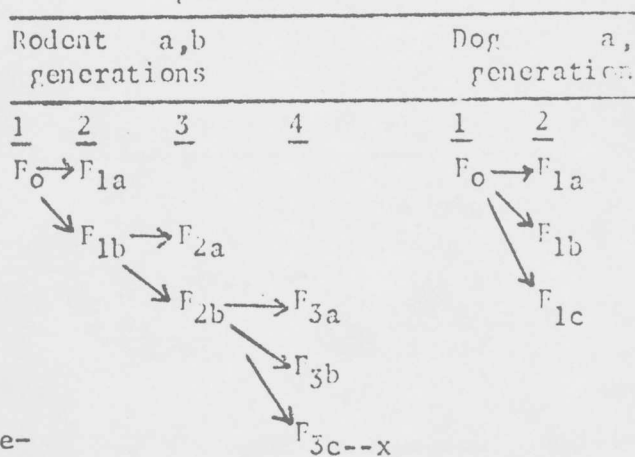 Rodent a,b Dog a,
generations generation
1 2 3 4 1 2
F0 → F1a F0 → F1a
F1b → F2a F1b
F2b → F3a F1c
F3b
e- F3c--x